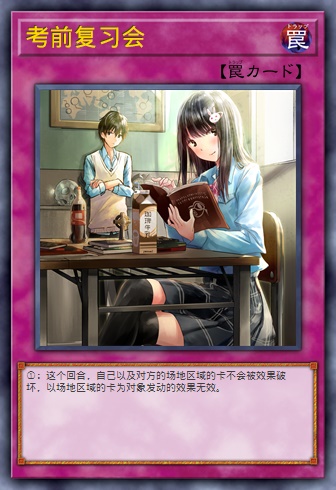 考前复习会
トラップ
罠
【罠カード】
珈琲牛乳
①：这个回合，自己以及对方的场地区域的卡不会被效果破
坏，以场地区域的卡为对象发动的效果无效。